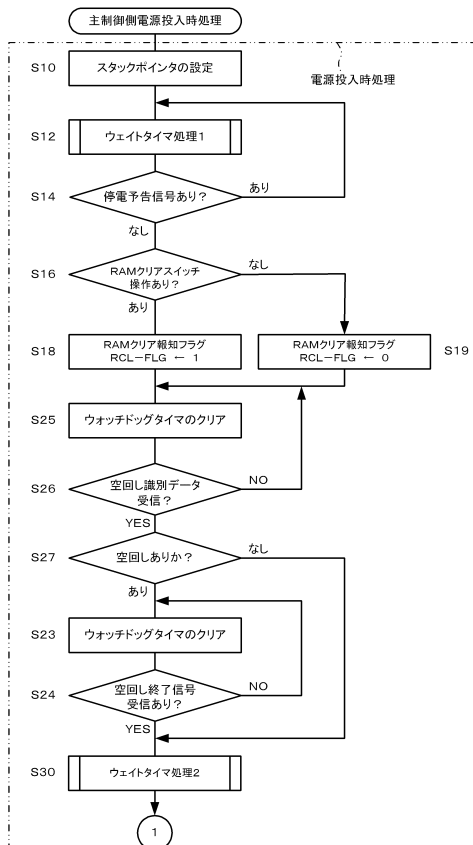 主制御側電源投入時処理
電源投入時処理
S10
スタックポインタの設定
S12
ウェイトタイマ処理1
S14
停電予告信号あり?
あり
なし
S16
RAMクリアスイッチ
操作あり?
なし
あり
S18
RAMクリア報知フラグ
RCL-FLG ← 1
RAMクリア報知フラグ
RCL-FLG ← 0
S19
S25
ウォッチドッグタイマのクリア
S26
空回し識別データ
受信?
NO
YES
S27
空回しありか?
なし
あり
S23
ウォッチドッグタイマのクリア
S24
空回し終了信号
受信あり?
NO
YES
S30
ウェイトタイマ処理2
1